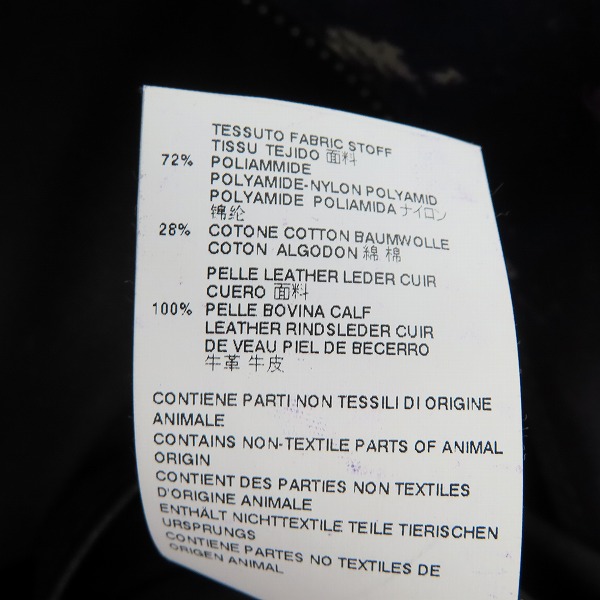 TESSUTO FABRIC STOFF
TISSU TEJIDO 面料
72% POLIAMMIDE
POLYAMIDE-NYLON POLYAMID
POLYAMIDE POLIAMIDA ナイロン
锦纶
28% COTONE COTTON BAUMWOLLE
COTON ALGODON 綿 棉
PELLE LEATHER LEDER CUIR
CUERO 面料
100% PELLE BOVINA CALF
LEATHER RINDSLEDER CUIR
DE VEAU PIEL DE BECERRO
牛革 牛皮
CONTIENE PARTI NON TESSILI DI ORIGINE
ANIMALE
CONTAINS NON-TEXTILE PARTS OF ANIMAL
ORIGIN
CONTIENT DES PARTIES NON TEXTILES
D'ORIGINE ANIMALE
ENTHÄLT NICHTTEXTILE TEILE TIERISCHEN
URSPRUNGS
CONTIENE PARTES NO TEXTILES DE
ORIGEN ANIMAL